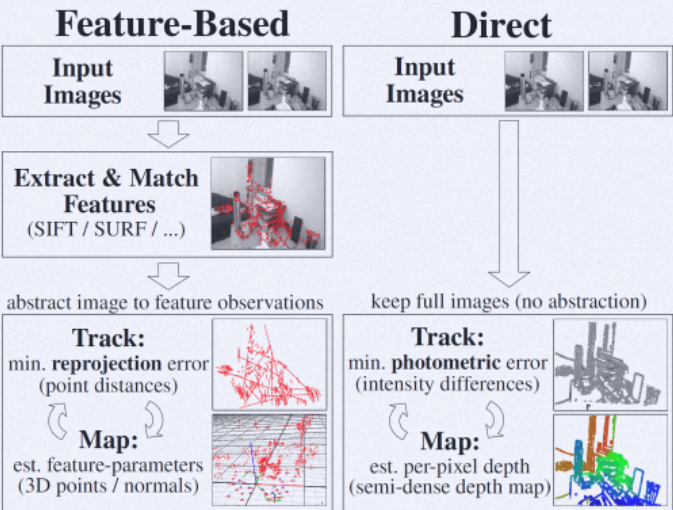 Feature-Based
Input
Images
Extract & Match
Features
(SIFT / SURF / ...)
abstract image to feature observations
Track:
min. reprojection error
(point distances)
Map:
est. feature-parameters
(3D points / normals)
Direct
Input
Images
keep full images (no abstraction)
Track:
min. photometric error
(intensity differences)
Map:
est. per-pixel depth
(semi-dense depth map)